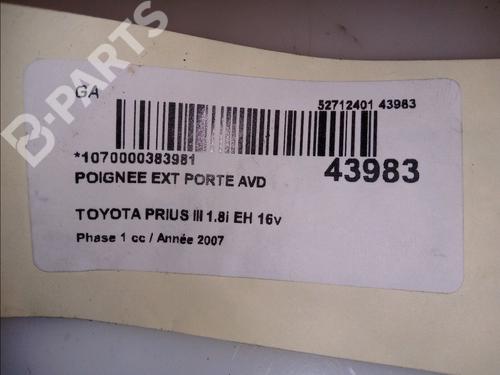 GA
52712401 43983
*1070000383981
43983
POIGNEE EXT PORTE AVD
TOYOTA PRIUS III 1.8i EH 16v
Phase 1 cc / Année 2007
B-PARTS